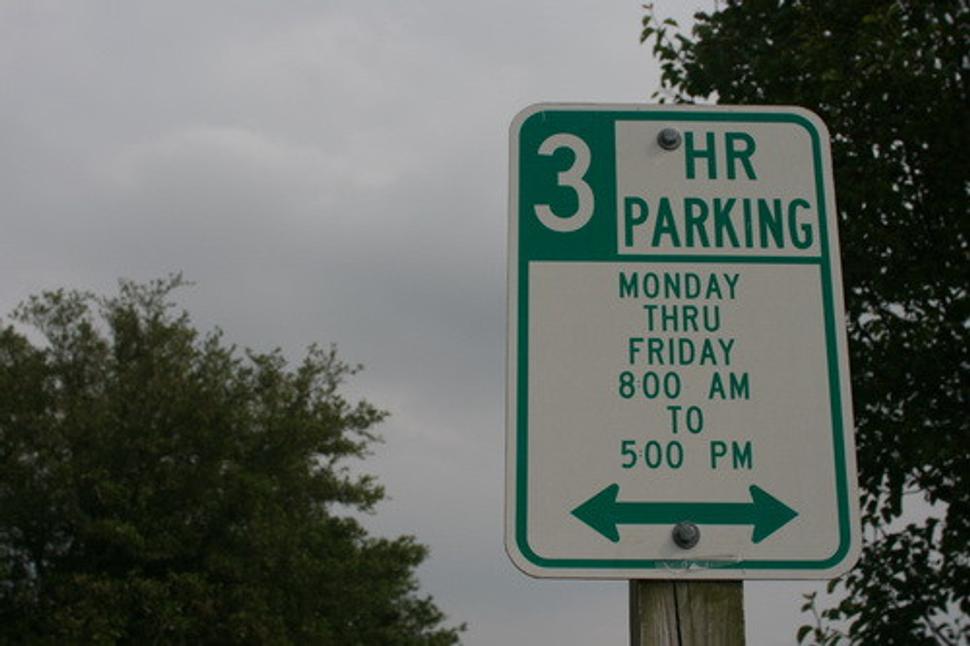 3 HR
PARKING
MONDAY
THRU
FRIDAY
8:00 AM
TO
5:00 PM